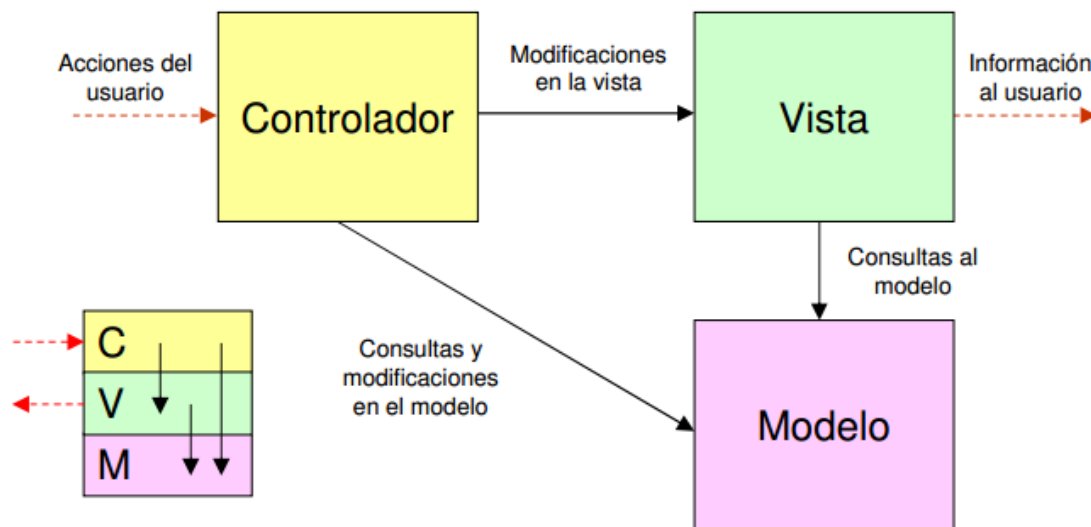 Acciones del
usuario
Controlador
Modificaciones
en la vista
Vista
Información
al usuario
Consultas al
modelo
Consultas y
modificaciones
en el modelo
Modelo
C
V
M